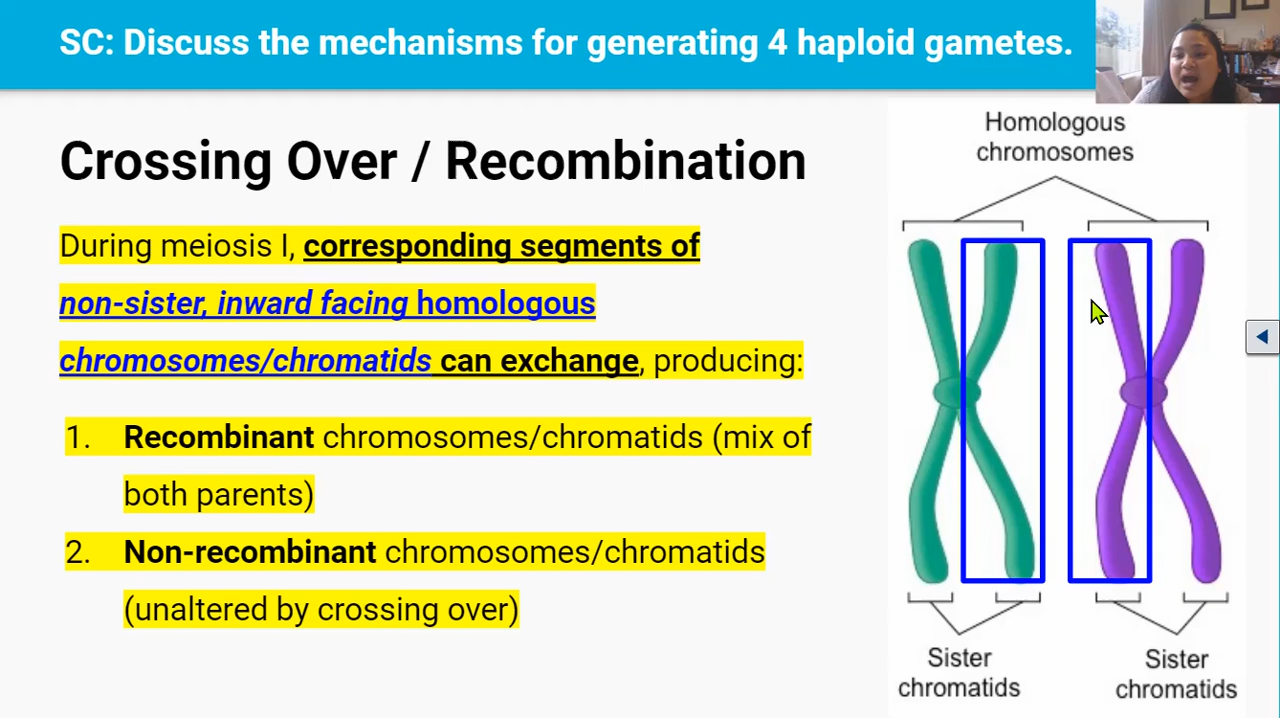 SC: Discuss the mechanisms for generating 4 haploid gametes.
Crossing Over / Recombination
During meiosis I, corresponding segments of
non-sister, inward facing homologous
chromosomes/chromatids can exchange, producing:
1. Recombinant chromosomes/chromatids (mix of
both parents)
2. Non-recombinant chromosomes/chromatids
(unaltered by crossing over)
Homologous
chromosomes
Sister
chromatids
Sister
chromatids